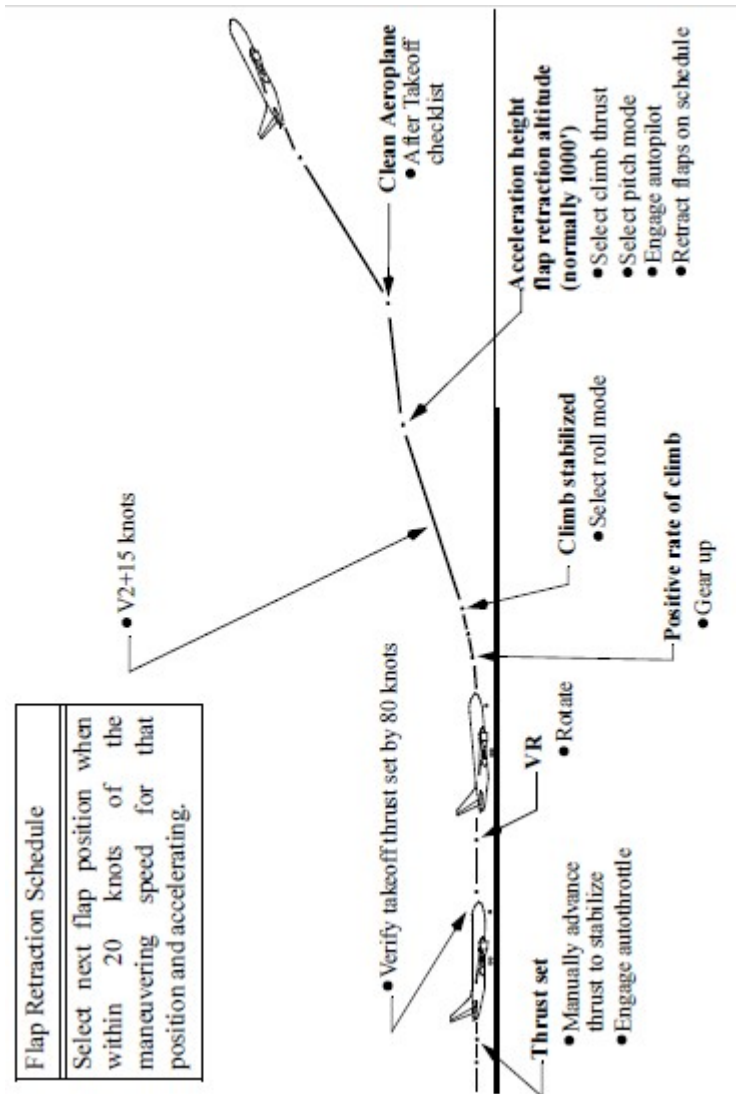 Flap Retraction Schedule
Select next flap position when
within 20 knots of the
maneuvering speed for that
position and accelerating.
● V2+15 knots
● Verify takeoff thrust set by 80 knots
Thrust set
● Manually advance
thrust to stabilize
● Engage autothrottle
VR
● Rotate
Positive rate of climb
● Gear up
Climb stabilized
● Select roll mode
Acceleration height
flap retraction altitude
(normally 1000')
● Select climb thrust
● Select pitch mode
● Engage autopilot
● Retract flaps on schedule
Clean Aeroplane
● After Takeoff
checklist